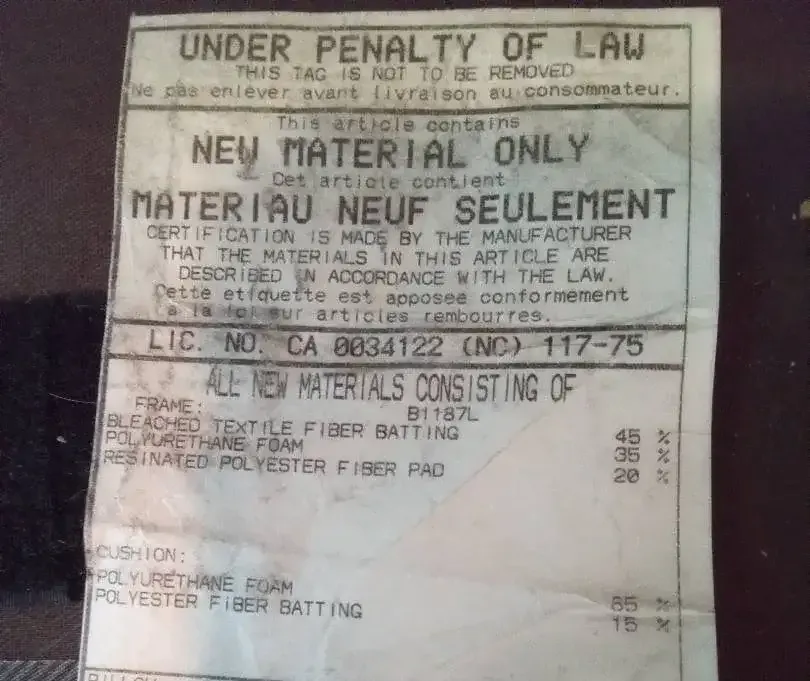 UNDER PENALTY OF LAW
THIS TAG IS NOT TO BE REMOVED
Ne pas enlever avant livraison au consommateur.
This article contains
NEW MATERIAL ONLY
Cet article contient
MATERIAU NEUF SEULEMENT
CERTIFICATION IS MADE BY THE MANUFACTURER
THAT THE MATERIALS IN THIS ARTICLE ARE
DESCRIBED IN ACCORDANCE WITH THE LAW.
Cette etiquette est apposee conformement
a la loi sur articles rembourres.
LIC. NO. CA 0034122 (NC) 117-75
ALL NEW MATERIALS CONSISTING OF
FRAME: B1187L
BLEACHED TEXTILE FIBER BATTING 45 %
POLYURETHANE FOAM 35 %
RESINATED POLYESTER FIBER PAD 20 %
CUSHION:
POLYURETHANE FOAM 85 %
POLYESTER FIBER BATTING 15 %